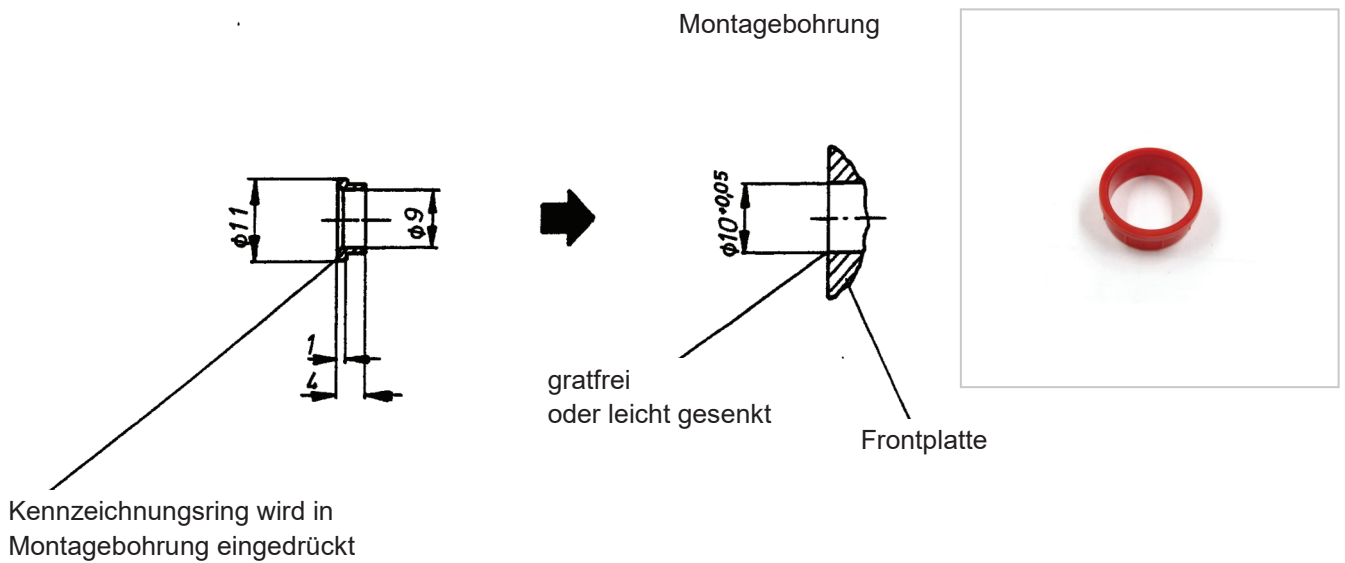 Montagebohrung
ϕ11
ϕ9
1
4
ϕ10+0,05
gratfrei
oder leicht gesenkt
Frontplatte
Kennzeichnungsring wird in
Montagebohrung eingedrückt